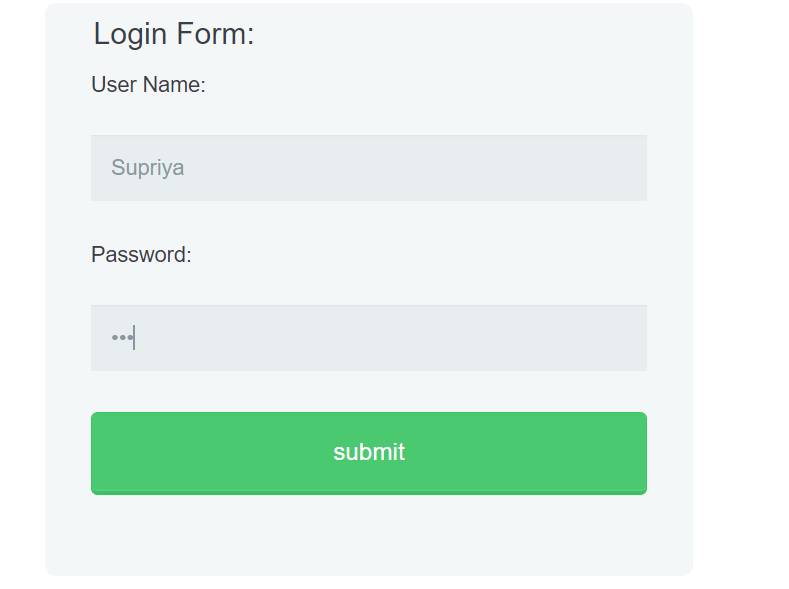 Login Form:
User Name:
Supriya
Password:
•••
submit